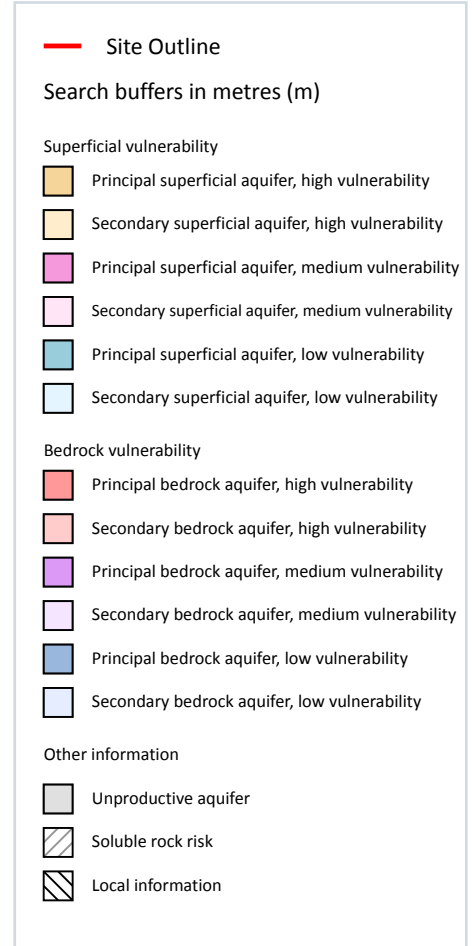 Site Outline
Search buffers in metres (m)
Superficial vulnerability
Principal superficial aquifer, high vulnerability
Secondary superficial aquifer, high vulnerability
Principal superficial aquifer, medium vulnerability
Secondary superficial aquifer, medium vulnerability
Principal superficial aquifer, low vulnerability
Secondary superficial aquifer, low vulnerability
Bedrock vulnerability
Principal bedrock aquifer, high vulnerability
Secondary bedrock aquifer, high vulnerability
Principal bedrock aquifer, medium vulnerability
Secondary bedrock aquifer, medium vulnerability
Principal bedrock aquifer, low vulnerability
Secondary bedrock aquifer, low vulnerability
Other information
Unproductive aquifer
Soluble rock risk
Local information